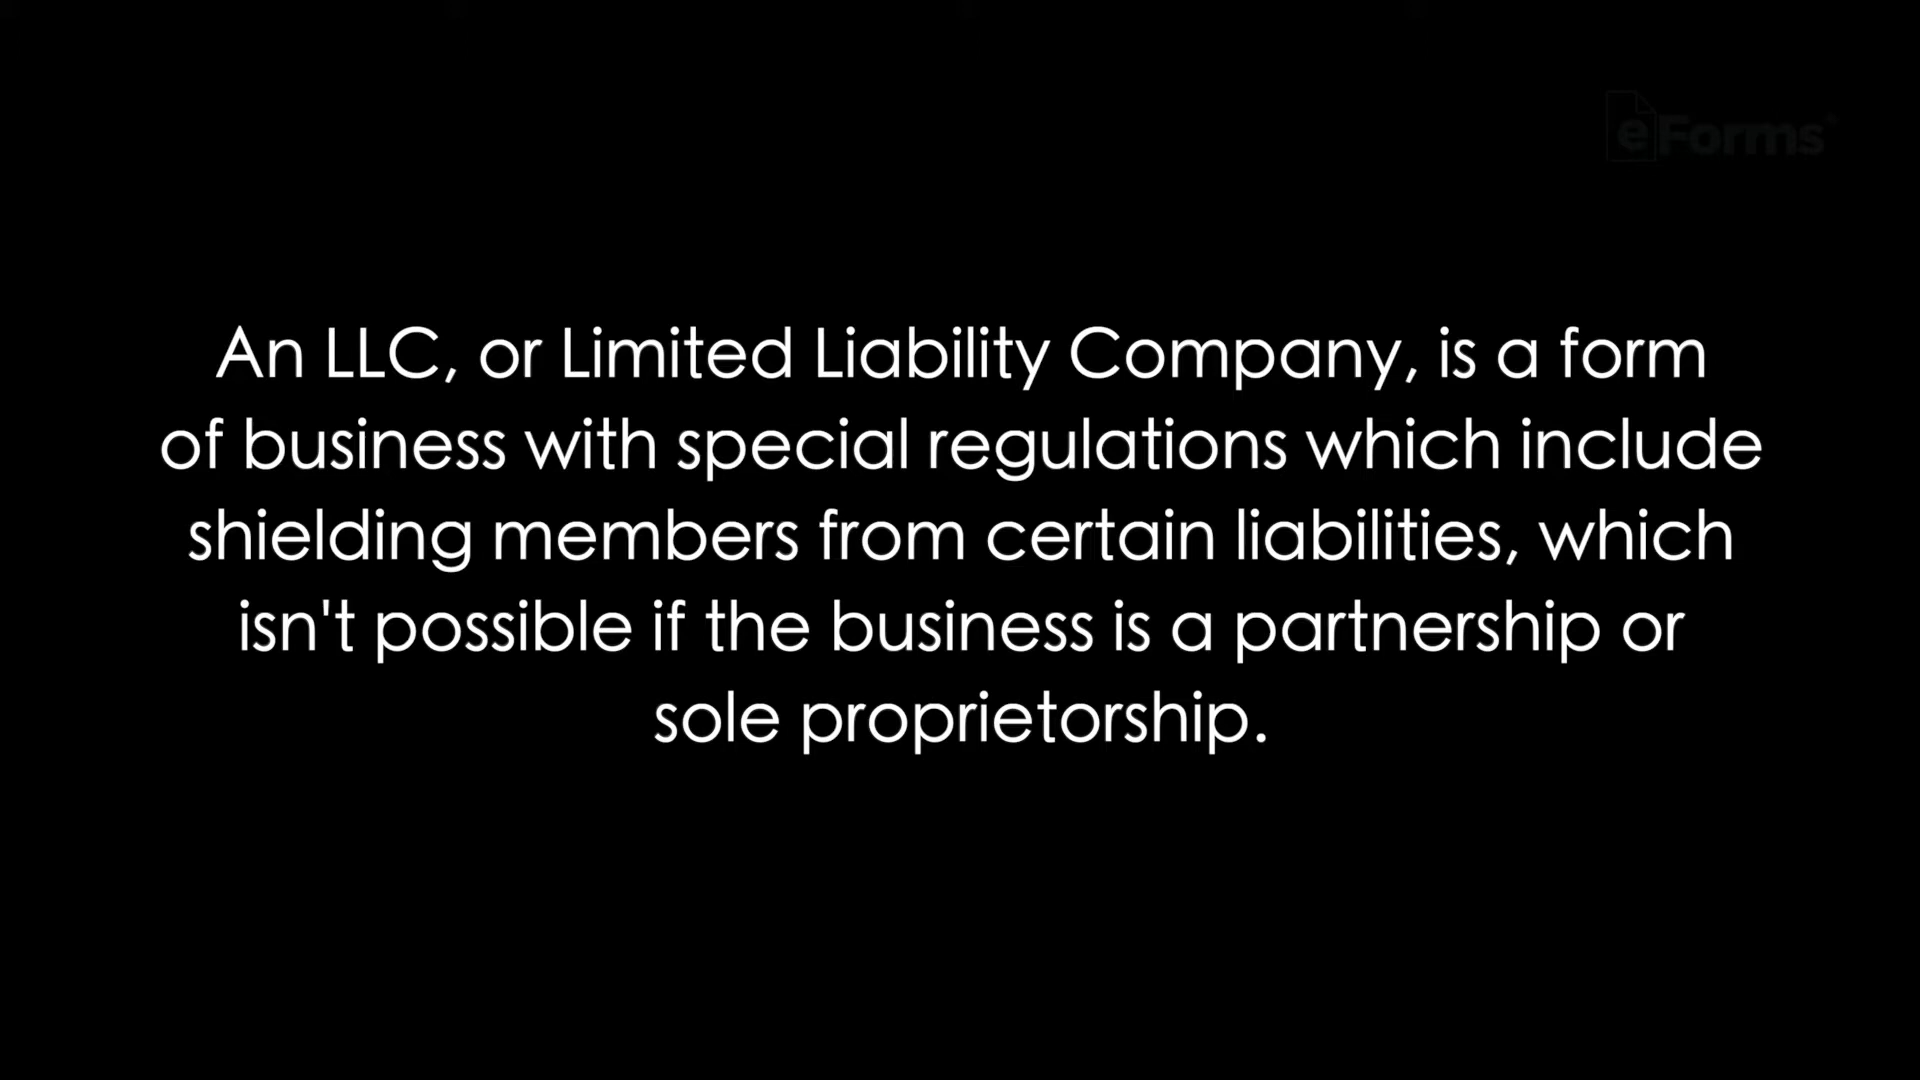 eForms
An LLC, or Limited Liability Company, is a form
of business with special regulations which include
shielding members from certain liabilities, which
isn't possible if the business is a partnership or
sole proprietorship.